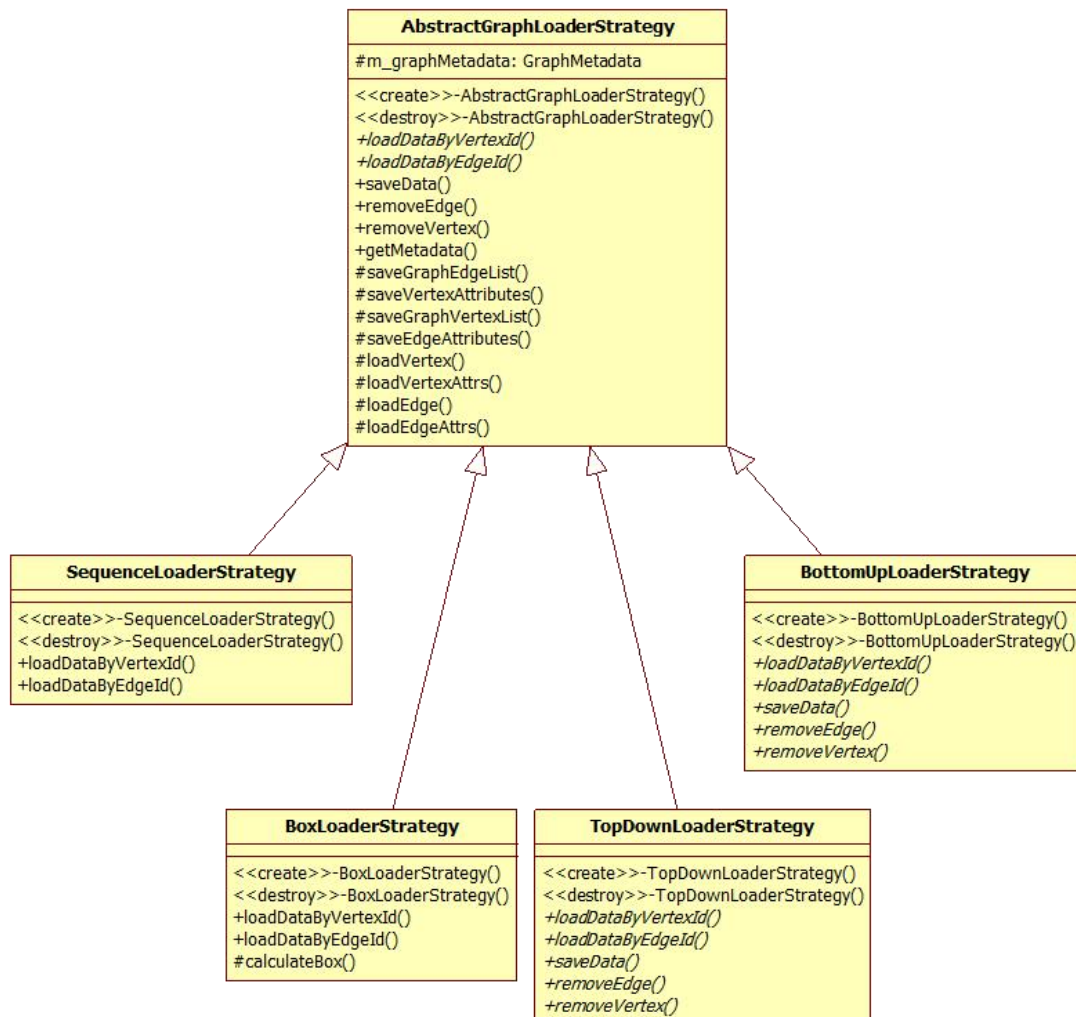 AbstractGraphLoaderStrategy
#m_graphMetadata: GraphMetadata
<<create>>-AbstractGraphLoaderStrategy()
<<destroy>>-AbstractGraphLoaderStrategy()
+loadDataByVertexId()
+loadDataByEdgeId()
+saveData()
+removeEdge()
+removeVertex()
+getMetadata()
#saveGraphEdgeList()
#saveVertexAttributes()
#saveGraphVertexList()
#saveEdgeAttributes()
#loadVertex()
#loadVertexAttrs()
#loadEdge()
#loadEdgeAttrs()
SequenceLoaderStrategy
<<create>>-SequenceLoaderStrategy()
<<destroy>>-SequenceLoaderStrategy()
+loadDataByVertexId()
+loadDataByEdgeId()
BottomUpLoaderStrategy
<<create>>-BottomUpLoaderStrategy()
<<destroy>>-BottomUpLoaderStrategy()
+loadDataByVertexId()
+loadDataByEdgeId()
+saveData()
+removeEdge()
+removeVertex()
BoxLoaderStrategy
<<create>>-BoxLoaderStrategy()
<<destroy>>-BoxLoaderStrategy()
+loadDataByVertexId()
+loadDataByEdgeId()
#calculateBox()
TopDownLoaderStrategy
<<create>>-TopDownLoaderStrategy()
<<destroy>>-TopDownLoaderStrategy()
+loadDataByVertexId()
+loadDataByEdgeId()
+saveData()
+removeEdge()
+removeVertex()